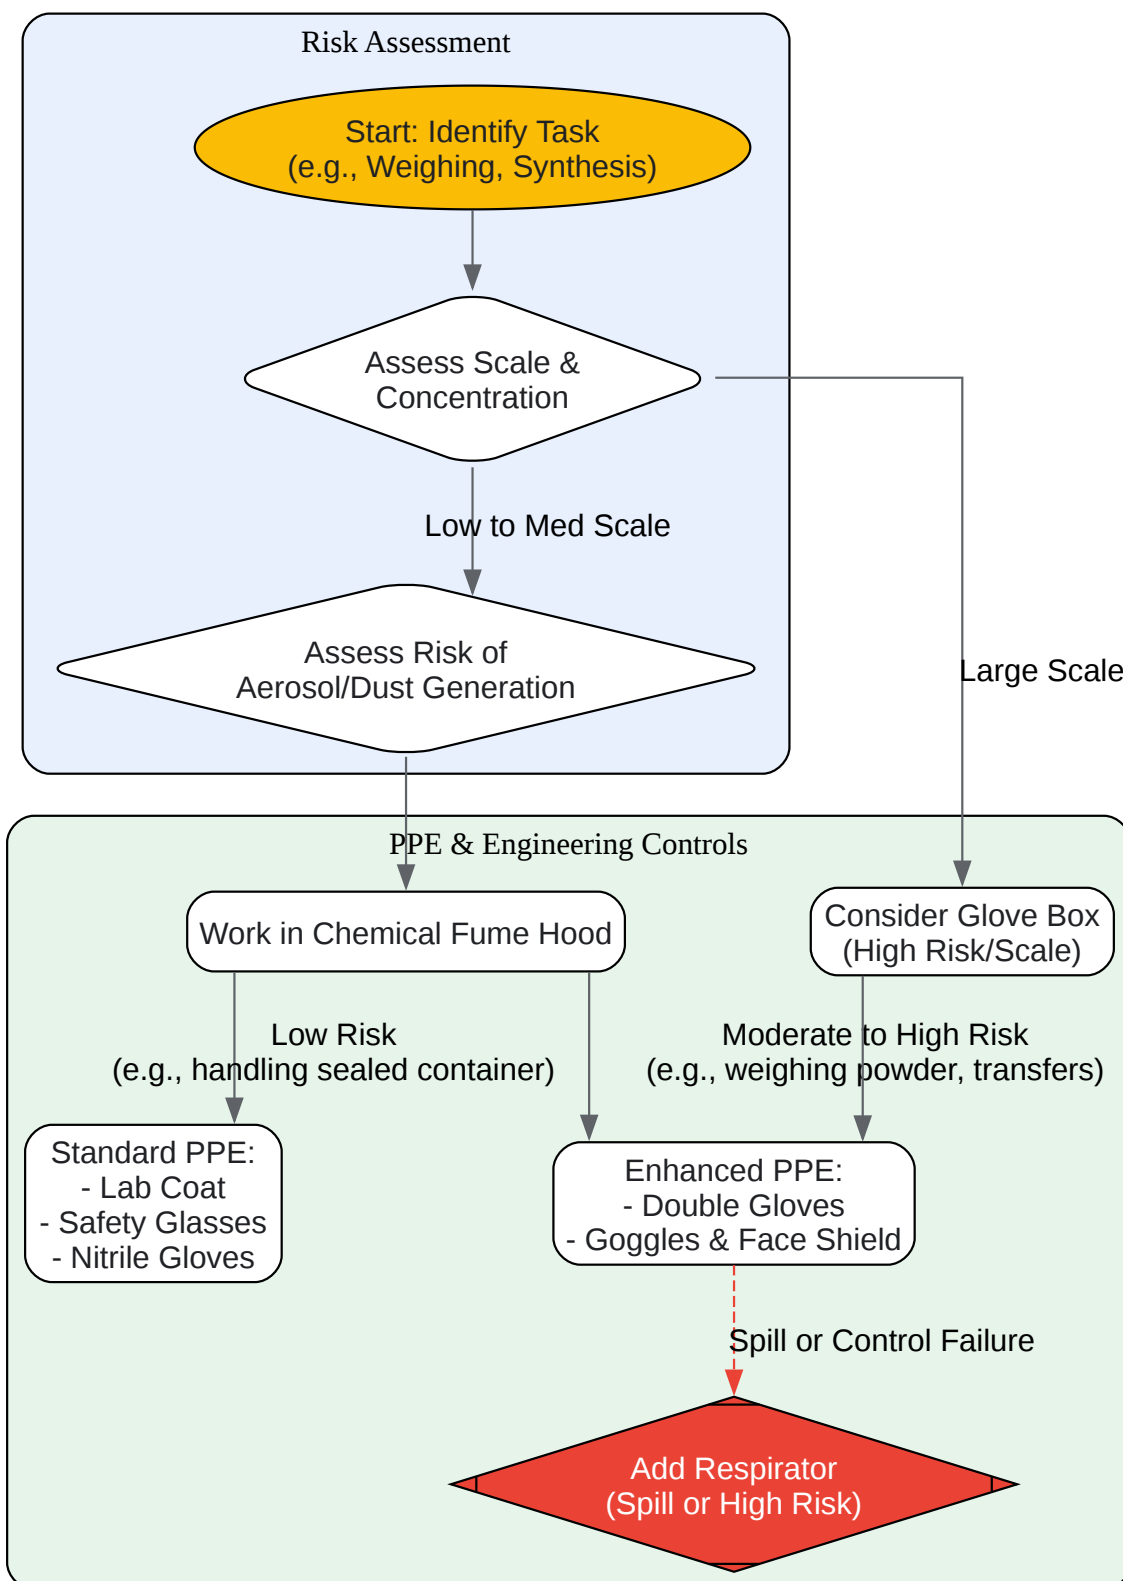 Risk Assessment
Start: Identify Task
(e.g., Weighing, Synthesis)
Assess Scale &
Concentration
Low to Med Scale
Assess Risk of
Aerosol/Dust Generation
Large Scale
PPE & Engineering Controls
Work in Chemical Fume Hood
Consider Glove Box
(High Risk/Scale)
Low Risk
(e.g., handling sealed container)
Moderate to High Risk
(e.g., weighing powder, transfers)
Standard PPE:
- Lab Coat
- Safety Glasses
- Nitrile Gloves
Enhanced PPE:
- Double Gloves
- Goggles & Face Shield
Spill or Control Failure
Add Respirator
(Spill or High Risk)